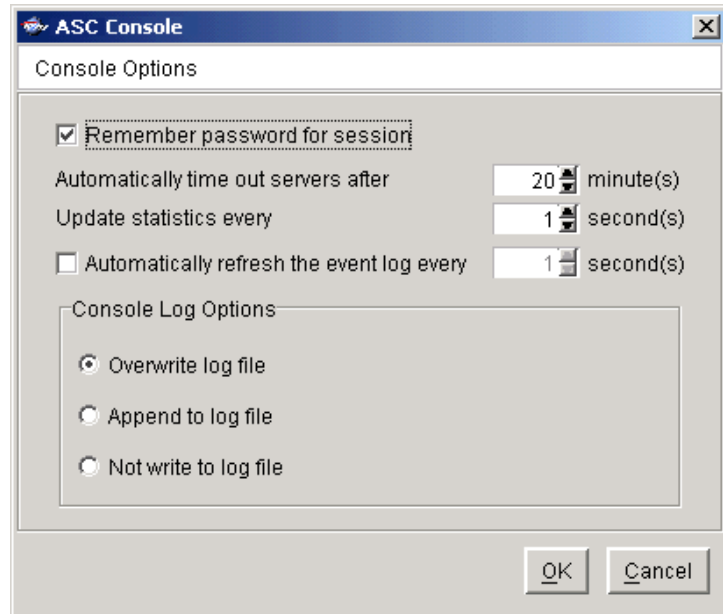 ASC Console
Console Options
Remember password for session
Automatically time out servers after 20 minute(s)
Update statistics every 1 second(s)
Automatically refresh the event log every 1 second(s)
Console Log Options
Overwrite log file
Append to log file
Not write to log file
OK Cancel